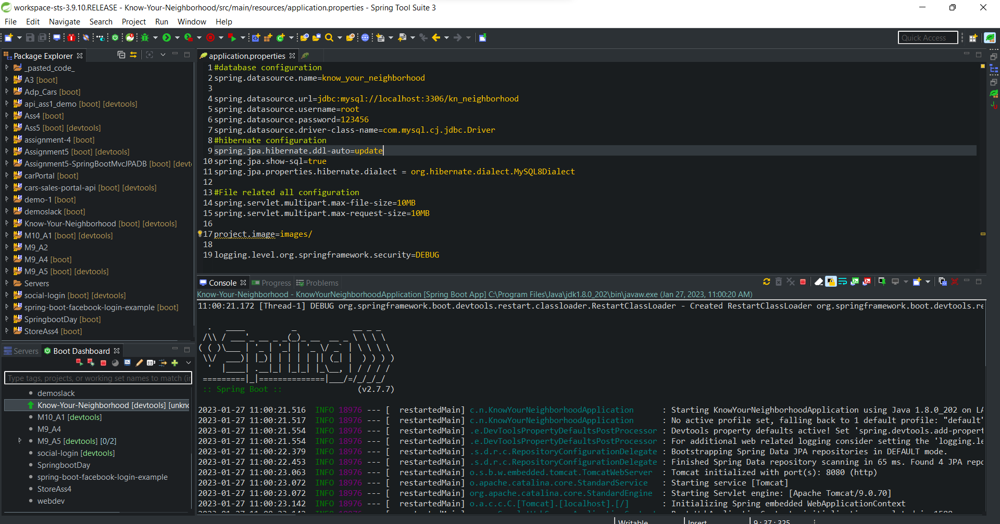 workspace-sts-3.9.10.RELEASE - Know-Your-Neighborhood/src/main/resources/application.properties - Spring Tool Suite 3
File Edit Navigate Search Project Run Window Help
Quick Access
Package Explorer
_pasted_code_
A3 [boot]
Adp_Cars [boot]
api_ass1_demo [boot] [devtools]
Ass4 [boot]
Ass5 [boot] [devtools]
assignment-4 [boot]
Assignment5 [boot] [devtools]
Assignment5-SpringBootMvcJPADB [boot] [devt
carPortal [boot]
cars-sales-portal-api [boot] [devtools]
demo-1 [boot]
demoslack [boot]
Know-Your-Neighborhood [boot] [devtools]
M10_A1 [boot] [devtools]
M9_A2
M9_A4 [boot]
M9_A5 [boot] [devtools]
Servers
social-login [boot] [devtools]
spring-boot-facebook-login-example [boot]
SpringbootDay [boot]
StoreAss4 [boot]
Servers Boot Dashboard
Type tags, projects, or working set names to match (i
demoslack
Know-Your-Neighborhood [devtools] [unkn
M10_A1 [devtools]
M9_A4
M9_A5 [devtools] [0/2]
social-login [devtools]
SpringbootDay
spring-boot-facebook-login-example
StoreAss4
webdev
application.properties
1 #database configuration
2 spring.datasource.name=know_your_neighborhood
3
4 spring.datasource.url=jdbc:mysql://localhost:3306/kn_neighborhood
5 spring.datasource.username=root
6 spring.datasource.password=123456
7 spring.datasource.driver-class-name=com.mysql.cj.jdbc.Driver
8 #hibernate configuration
9 spring.jpa.hibernate.ddl-auto=update
10 spring.jpa.show-sql=true
11 spring.jpa.properties.hibernate.dialect = org.hibernate.dialect.MySQL8Dialect
12
13 #File related all configuration
14 spring.servlet.multipart.max-file-size=10MB
15 spring.servlet.multipart.max-request-size=10MB
16
17 project.image=images/
18
19 logging.level.org.springframework.security=DEBUG
Console Progress Problems
Know-Your-Neighborhood - KnowYourNeighborhoodApplication [Spring Boot App] C:\Program Files\Java\jdk1.8.0_202\bin\javaw.exe (Jan 27, 2023, 11:00:20 AM)
11:00:21.172 [Thread-1] DEBUG org.springframework.boot.devtools.restart.classloader.RestartClassLoader - Created RestartClassLoader org.springframework.boot.devtools.re
Spring
:: Spring Boot :: (v2.7.7)
2023-01-27 11:00:21.516 INFO 18976 --- [ restartedMain] c.n.KnowYourNeighborhoodApplication : Starting KnowYourNeighborhoodApplication using Java 1.8.0_202 on LA
2023-01-27 11:00:21.517 INFO 18976 --- [ restartedMain] c.n.KnowYourNeighborhoodApplication : No active profile set, falling back to 1 default profile: "default"
2023-01-27 11:00:21.554 INFO 18976 --- [ restartedMain] .e.DevToolsPropertyDefaultsPostProcessor : Devtools property defaults active! Set 'spring.devtools.add-propert
2023-01-27 11:00:21.554 INFO 18976 --- [ restartedMain] .e.DevToolsPropertyDefaultsPostProcessor : For additional web related logging consider setting the 'logging.le
2023-01-27 11:00:22.379 INFO 18976 --- [ restartedMain] .s.d.r.c.RepositoryConfigurationDelegate : Bootstrapping Spring Data JPA repositories in DEFAULT mode.
2023-01-27 11:00:22.453 INFO 18976 --- [ restartedMain] .s.d.r.c.RepositoryConfigurationDelegate : Finished Spring Data repository scanning in 65 ms. Found 4 JPA repo
2023-01-27 11:00:23.063 INFO 18976 --- [ restartedMain] o.s.b.w.embedded.tomcat.TomcatWebServer : Tomcat initialized with port(s): 8080 (http)
2023-01-27 11:00:23.072 INFO 18976 --- [ restartedMain] o.apache.catalina.core.StandardService : Starting service [Tomcat]
2023-01-27 11:00:23.072 INFO 18976 --- [ restartedMain] org.apache.catalina.core.StandardEngine : Starting Servlet engine: [Apache Tomcat/9.0.70]
2023-01-27 11:00:23.142 INFO 18976 --- [ restartedMain] o.a.c.c.C.[Tomcat].[localhost].[/] : Initializing Spring embedded WebApplicationContext
Writable Insert 9 : 37 : 325